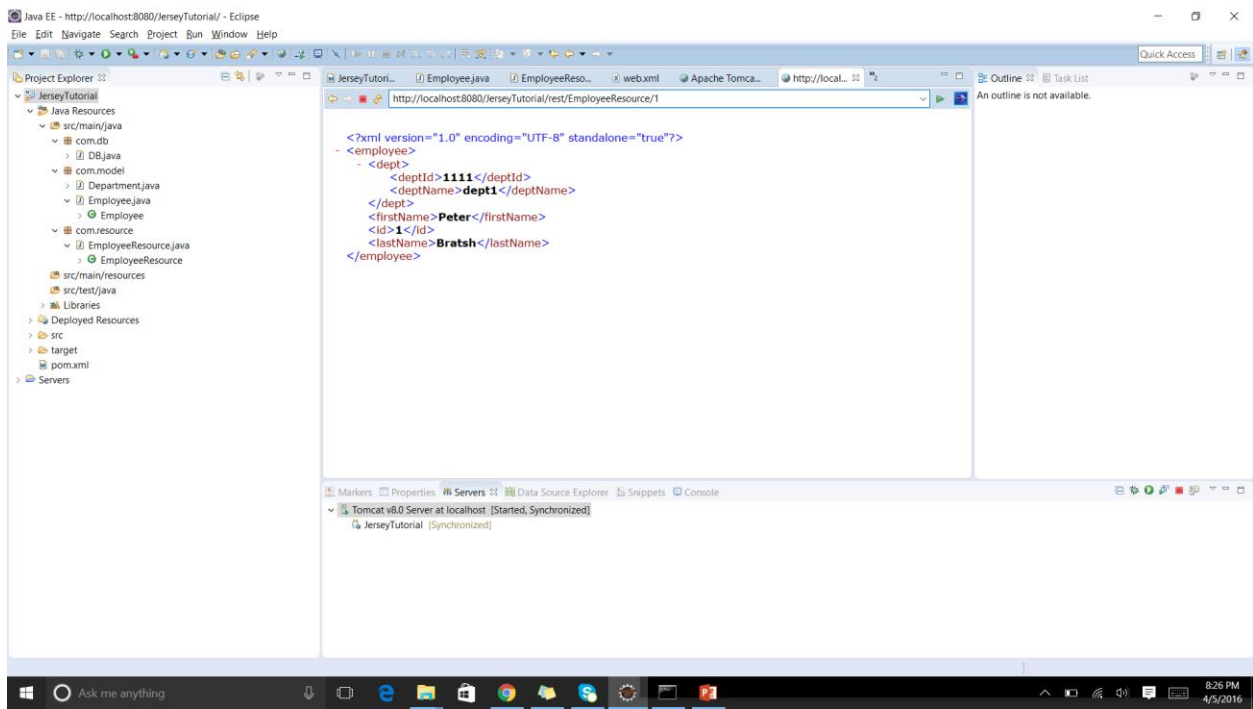 Java EE - http://localhost:8080/JerseyTutorial/ - Eclipse
File Edit Navigate Search Project Run Window Help
Quick Access
Project Explorer
JerseyTutorial
Java Resources
src/main/java
com.db
DB.java
com.model
Department.java
Employee.java
Employee
com.resource
EmployeeResource.java
EmployeeResource
src/main/resources
src/test/java
Libraries
Deployed Resources
src
target
pom.xml
Servers
JerseyTutori... Employee.java EmployeeReso... web.xml Apache Tomca... http://local...
http://localhost:8080/JerseyTutorial/rest/EmployeeResource/1
<?xml version="1.0" encoding="UTF-8" standalone="true"?>
- <employee>
- <dept>
<deptId>1111</deptId>
<deptName>dept1</deptName>
</dept>
<firstName>Peter</firstName>
<id>1</id>
<lastName>Bratsh</lastName>
</employee>
Outline Task List
An outline is not available.
Markers Properties Servers Data Source Explorer Snippets Console
Tomcat v8.0 Server at localhost [Started, Synchronized]
JerseyTutorial [Synchronized]
Ask me anything
8:26 PM
4/5/2016